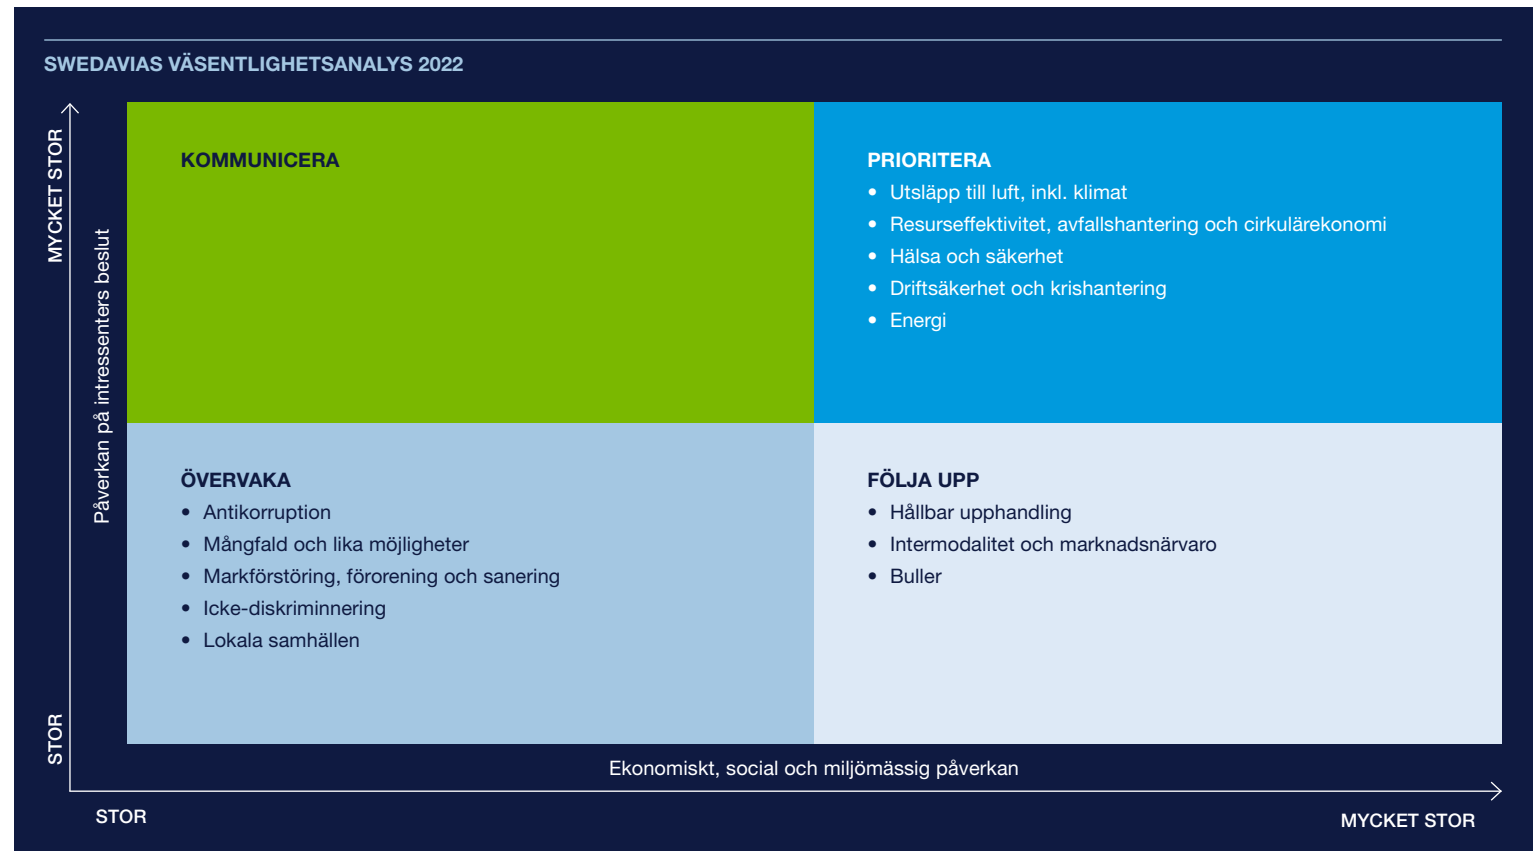 SWEDAVIAS VÄSENTLIGHETSANALYS 2022
MYCKET STOR
Påverkan på intressenters beslut
STOR
KOMMUNICERA
PRIORITERA
• Utsläpp till luft, inkl. klimat
• Resurseffektivitet, avfallshantering och cirkulärekonomi
• Hälsa och säkerhet
• Driftsäkerhet och krishantering
• Energi
ÖVERVAKA
• Antikorruption
• Mångfald och lika möjligheter
• Markförstöring, förorening och sanering
• Icke-diskriminnering
• Lokala samhällen
FÖLJA UPP
• Hållbar upphandling
• Intermodalitet och marknadsnärvaro
• Buller
Ekonomiskt, social och miljömässig påverkan
STOR
MYCKET STOR